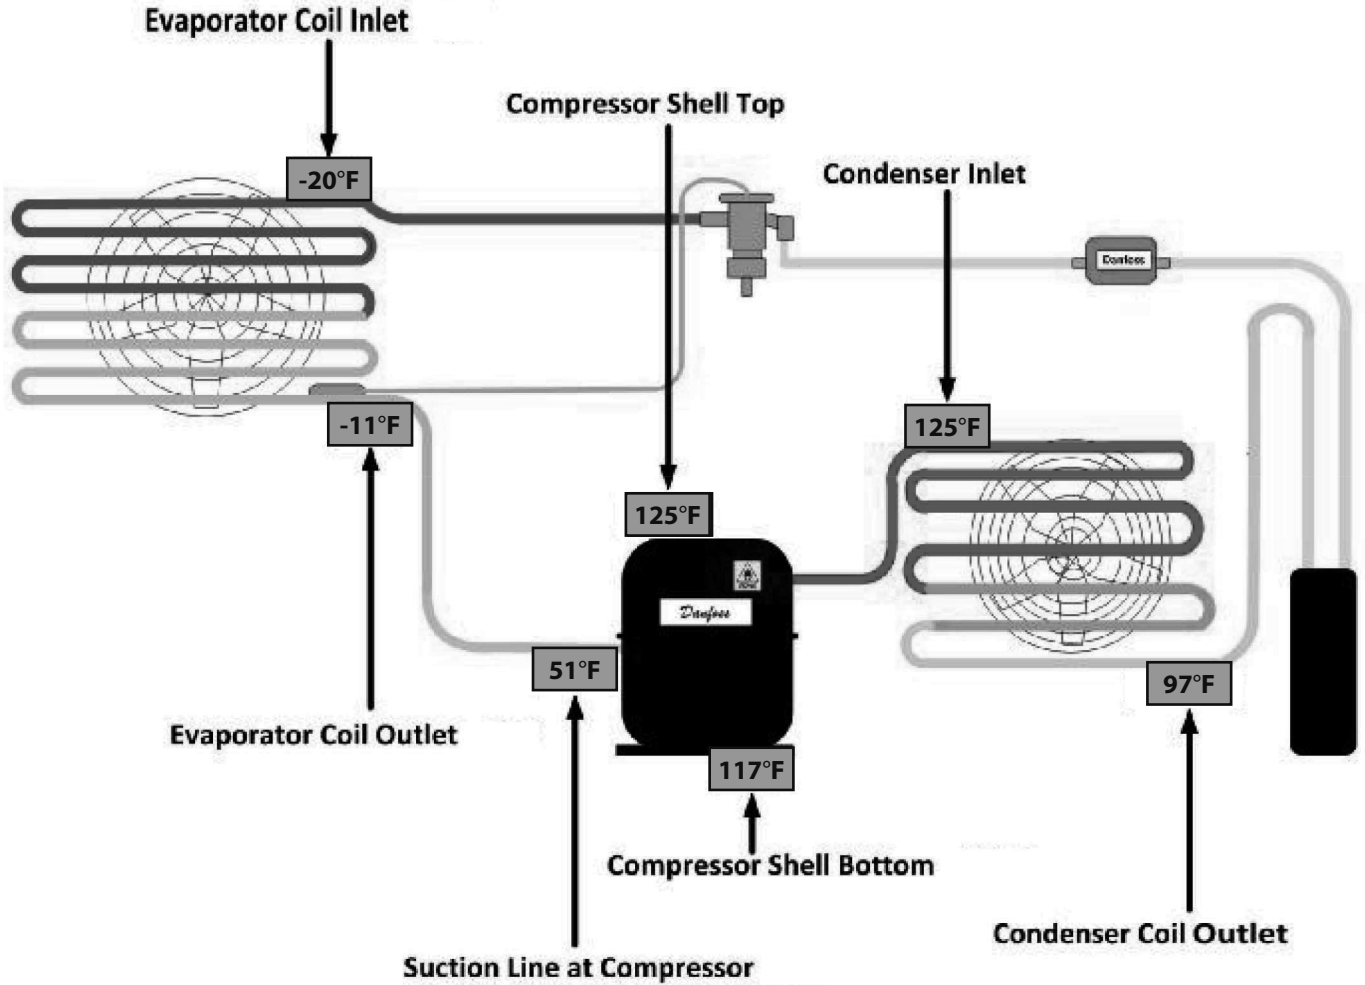 Evaporator Coil Inlet
Compressor Shell Top
-20°F
Condenser Inlet
Danfoss
-11°F
125°F
125°F
Danfoss
51°F
97°F
Evaporator Coil Outlet
117°F
Compressor Shell Bottom
Condenser Coil Outlet
Suction Line at Compressor